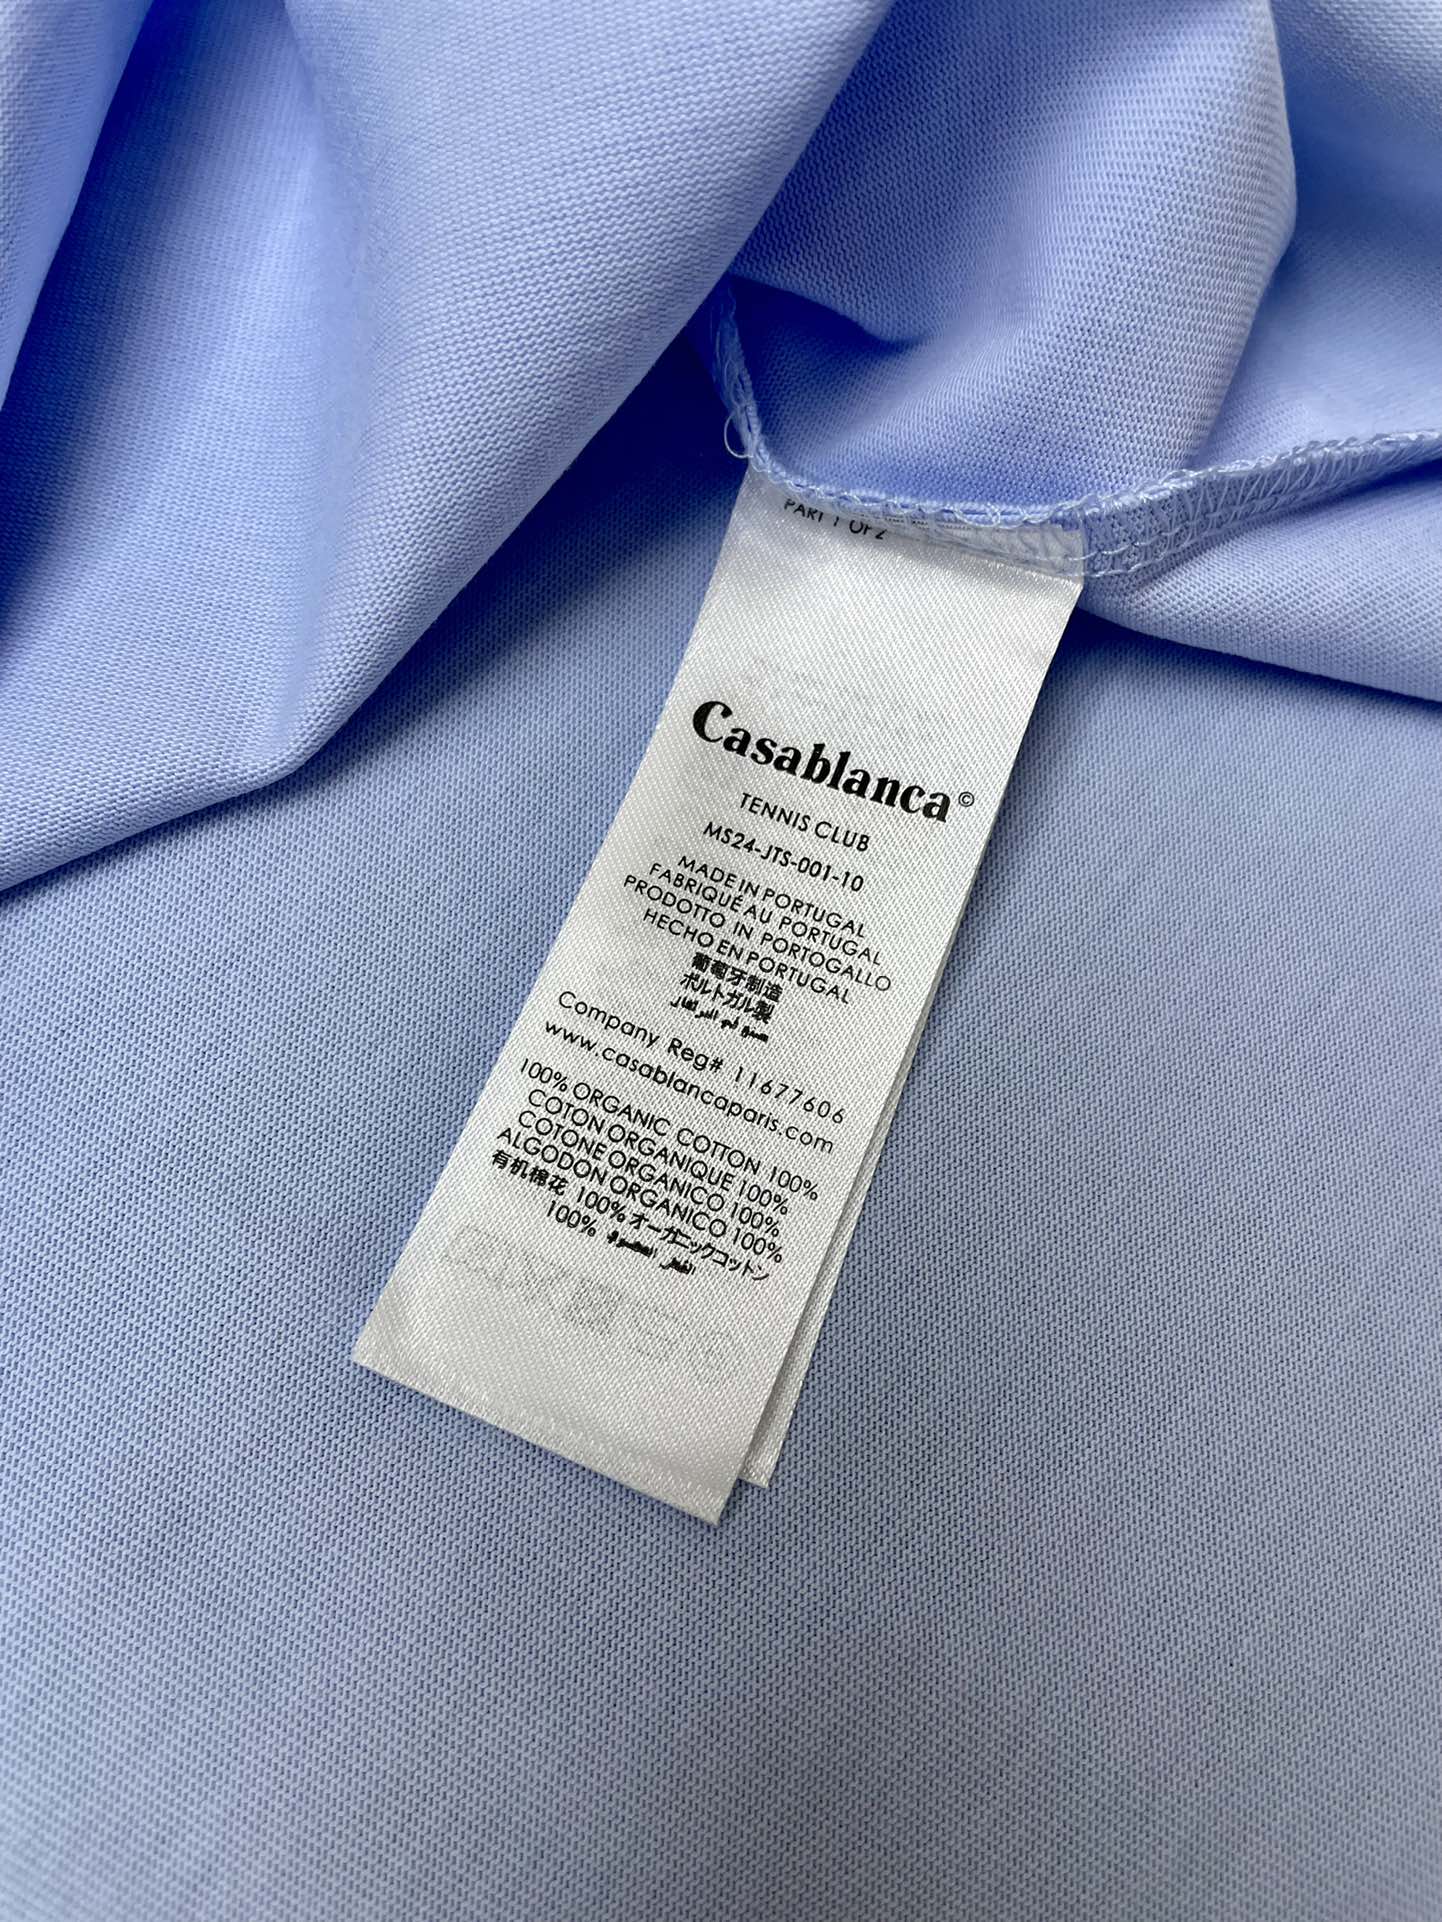 PART 1 OF 2
Casablanca©
TENNIS CLUB
MS24-JTS-001-10
MADE IN PORTUGAL
FABRIQUÉ AU PORTUGAL
PRODOTTO IN PORTOGALLO
HECHO EN PORTUGAL
葡萄牙制造
ポルトガル製
Company Reg# 11677606
www.casablancaparis.com
100% ORGANIC COTTON 100%
COTON ORGANIQUE 100%
COTONE ORGANICO 100%
ALGODON ORGANICO 100%
有机棉花 100% オーガニックコットン
100%